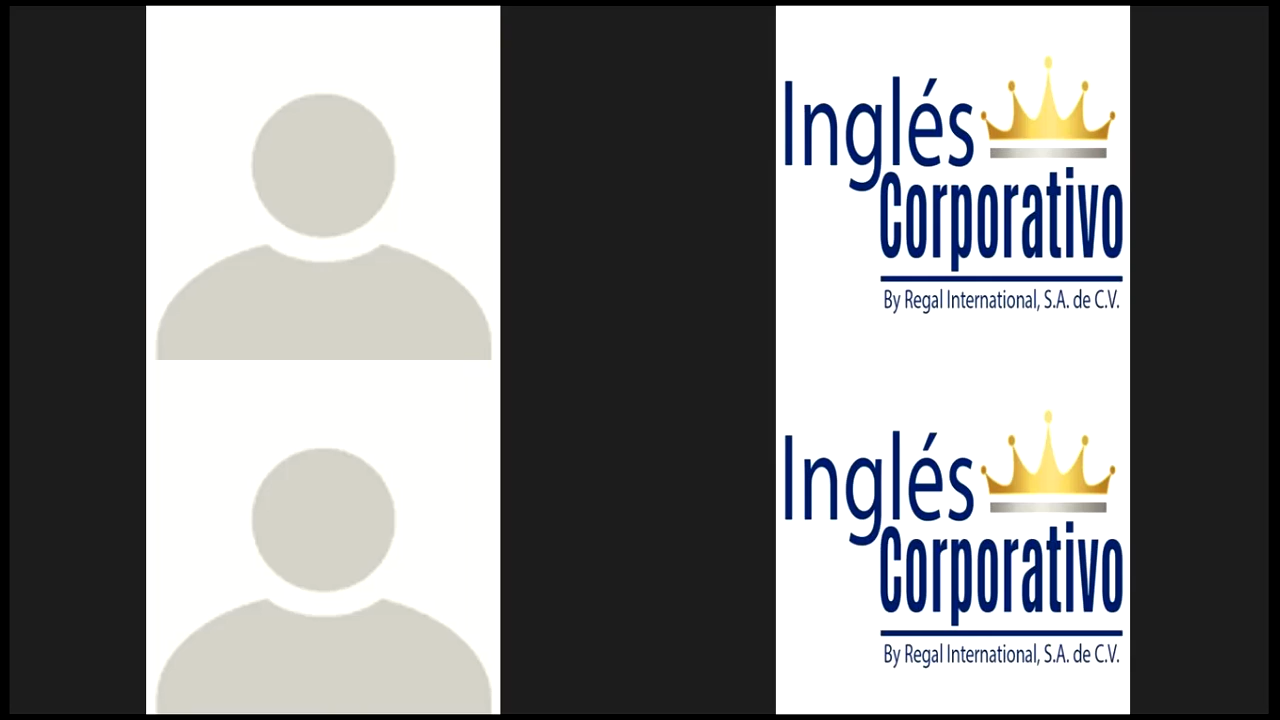 Inglés
Corporativo
By Regal International, S.A. de C.V.
Inglés
Corporativo
By Regal International, S.A. de C.V.